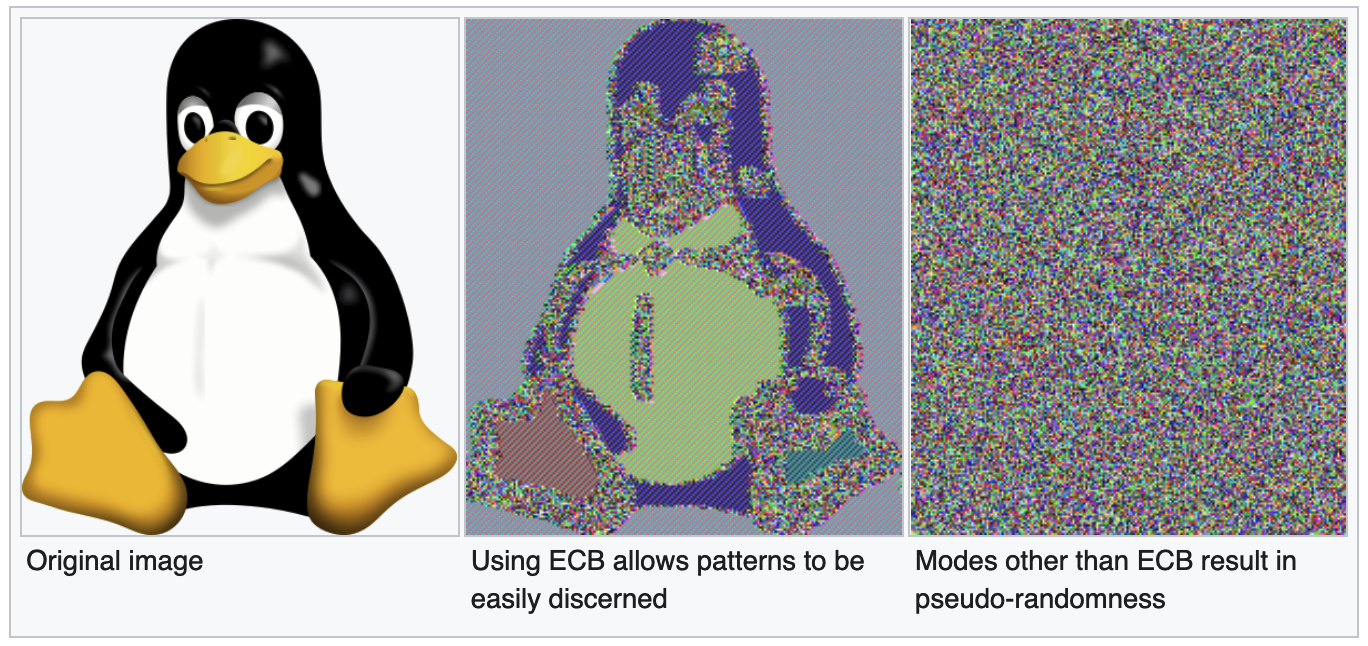 Original image
Using ECB allows patterns to be
easily discerned
Modes other than ECB result in
pseudo-randomness